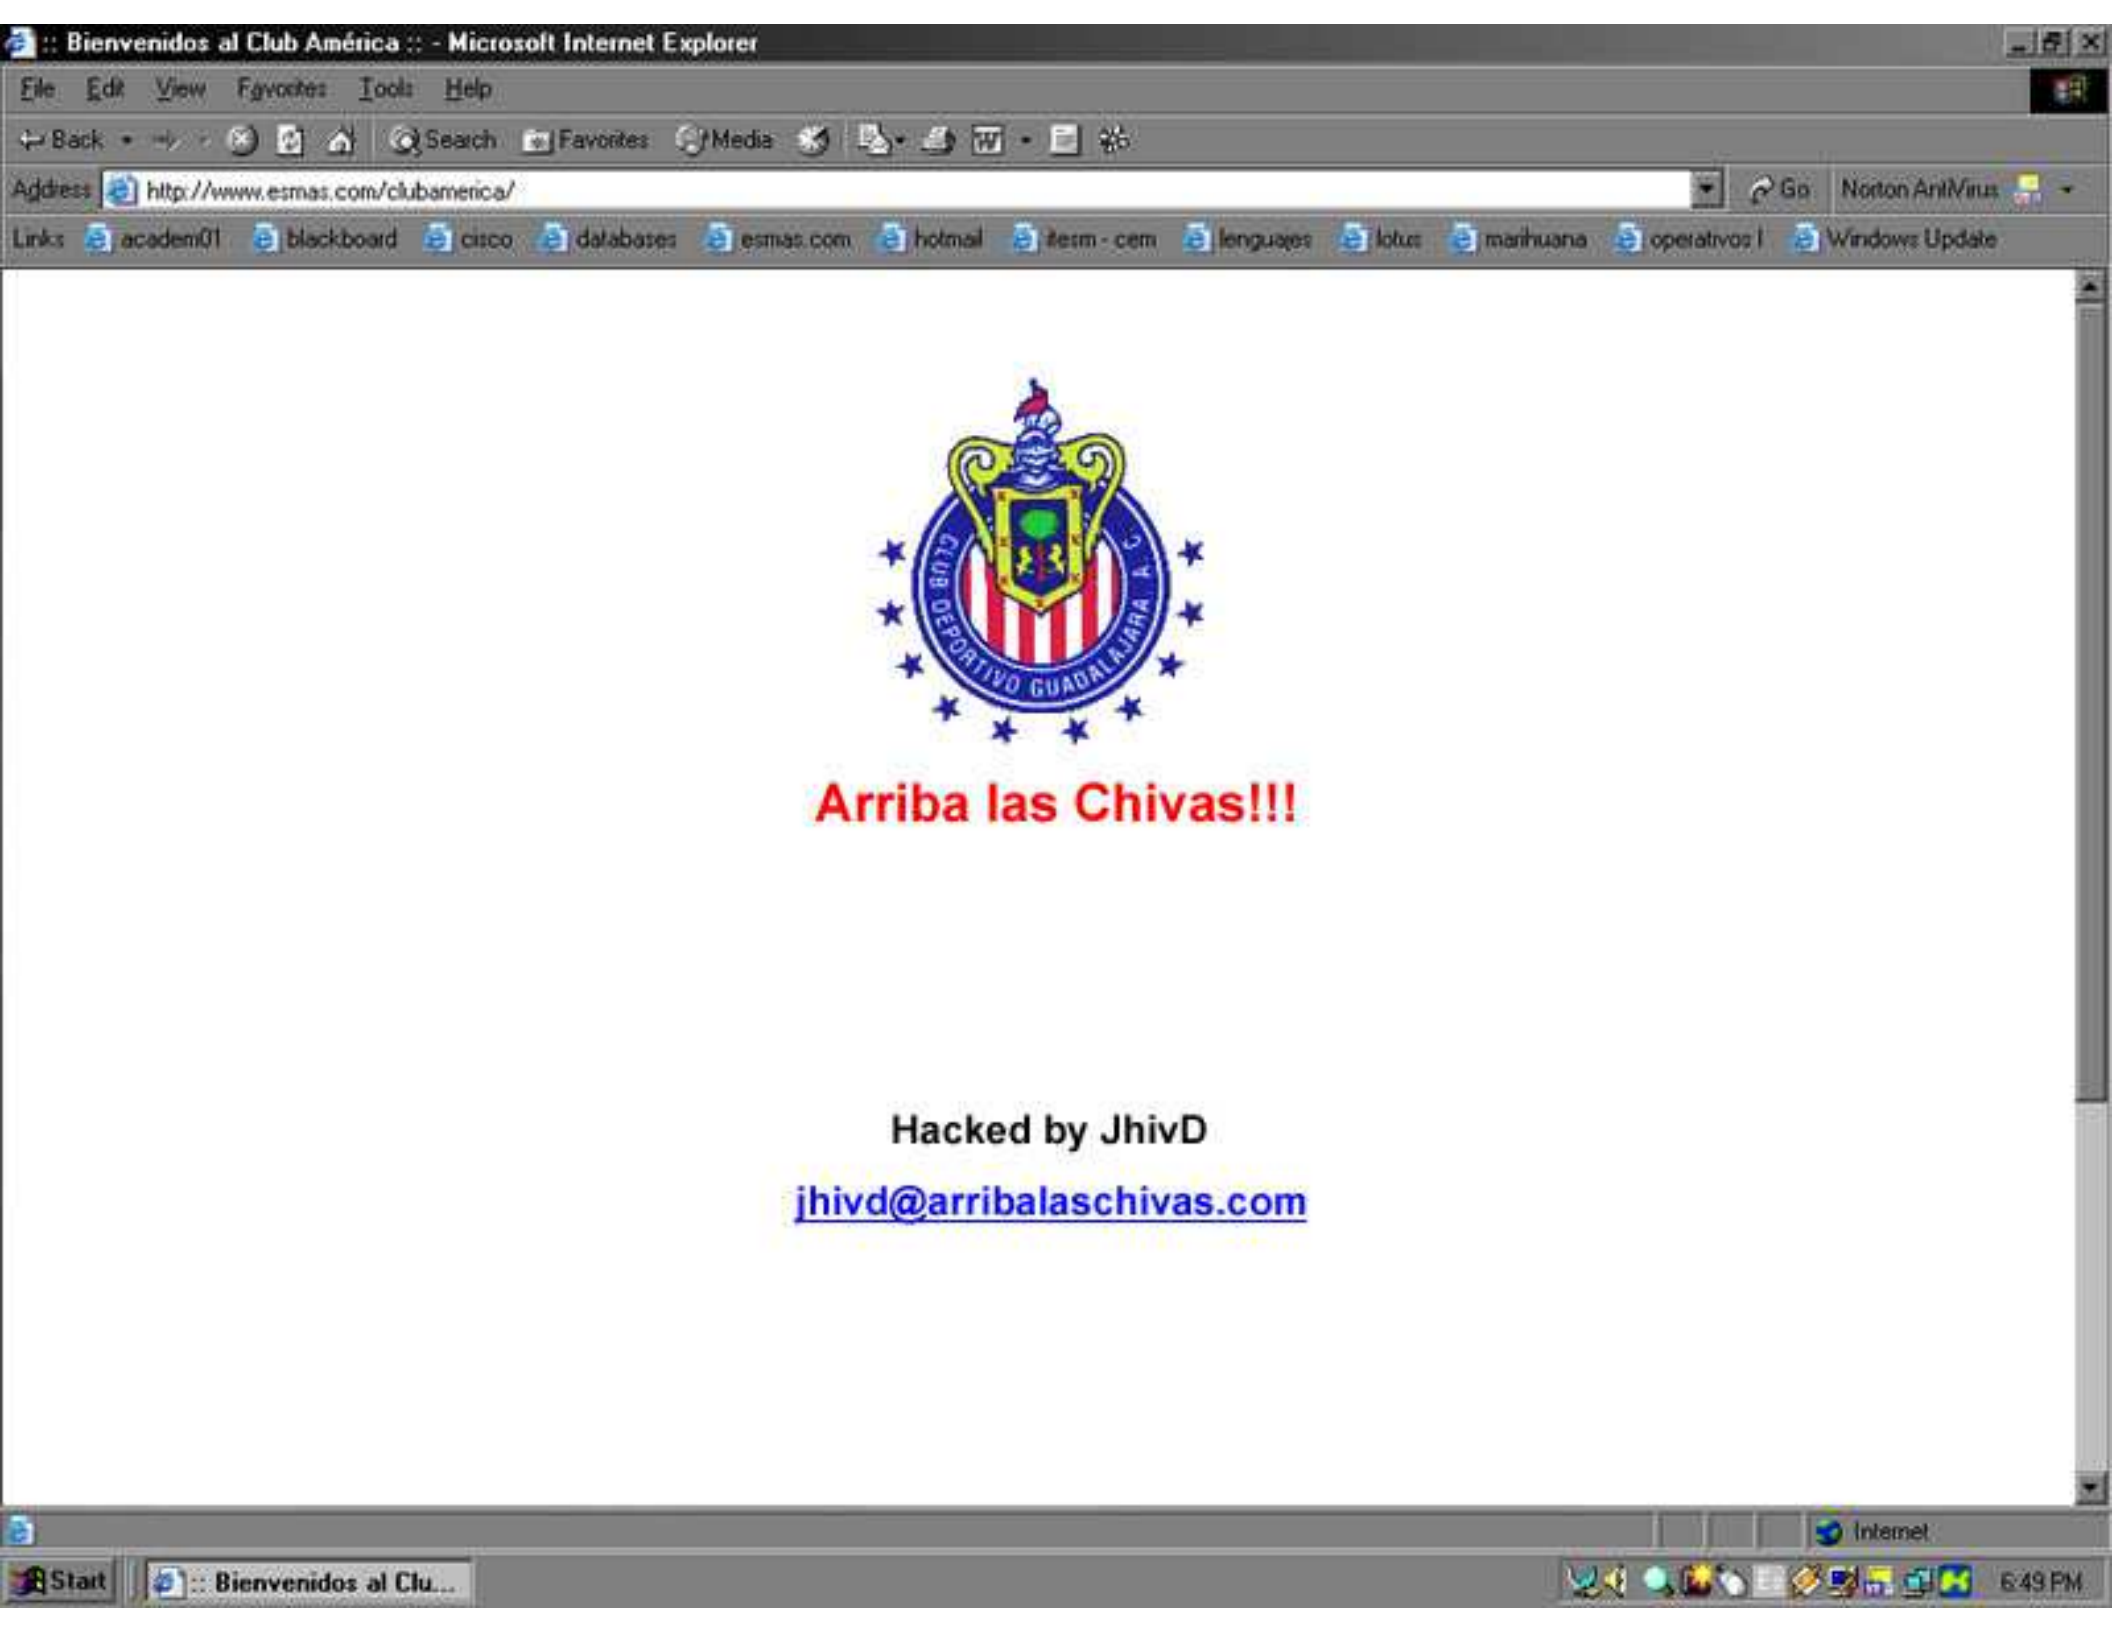 :: Bienvenidos al Club América :: - Microsoft Internet Explorer
File Edit View Favorites Tools Help
Back Search Favorites Media
Address http://www.esmas.com/clubamerica/ Go Norton AntiVirus
Links academ01 blackboard cisco databases esmas.com hotmail itesm - cem lenguajes lotus marihuana operativos I Windows Update
CLUB DEPORTIVO GUADALAJARA A C
Arriba las Chivas!!!
Hacked by JhivD
jhivd@arribalaschivas.com
Internet
Start :: Bienvenidos al Clu... 6:49 PM